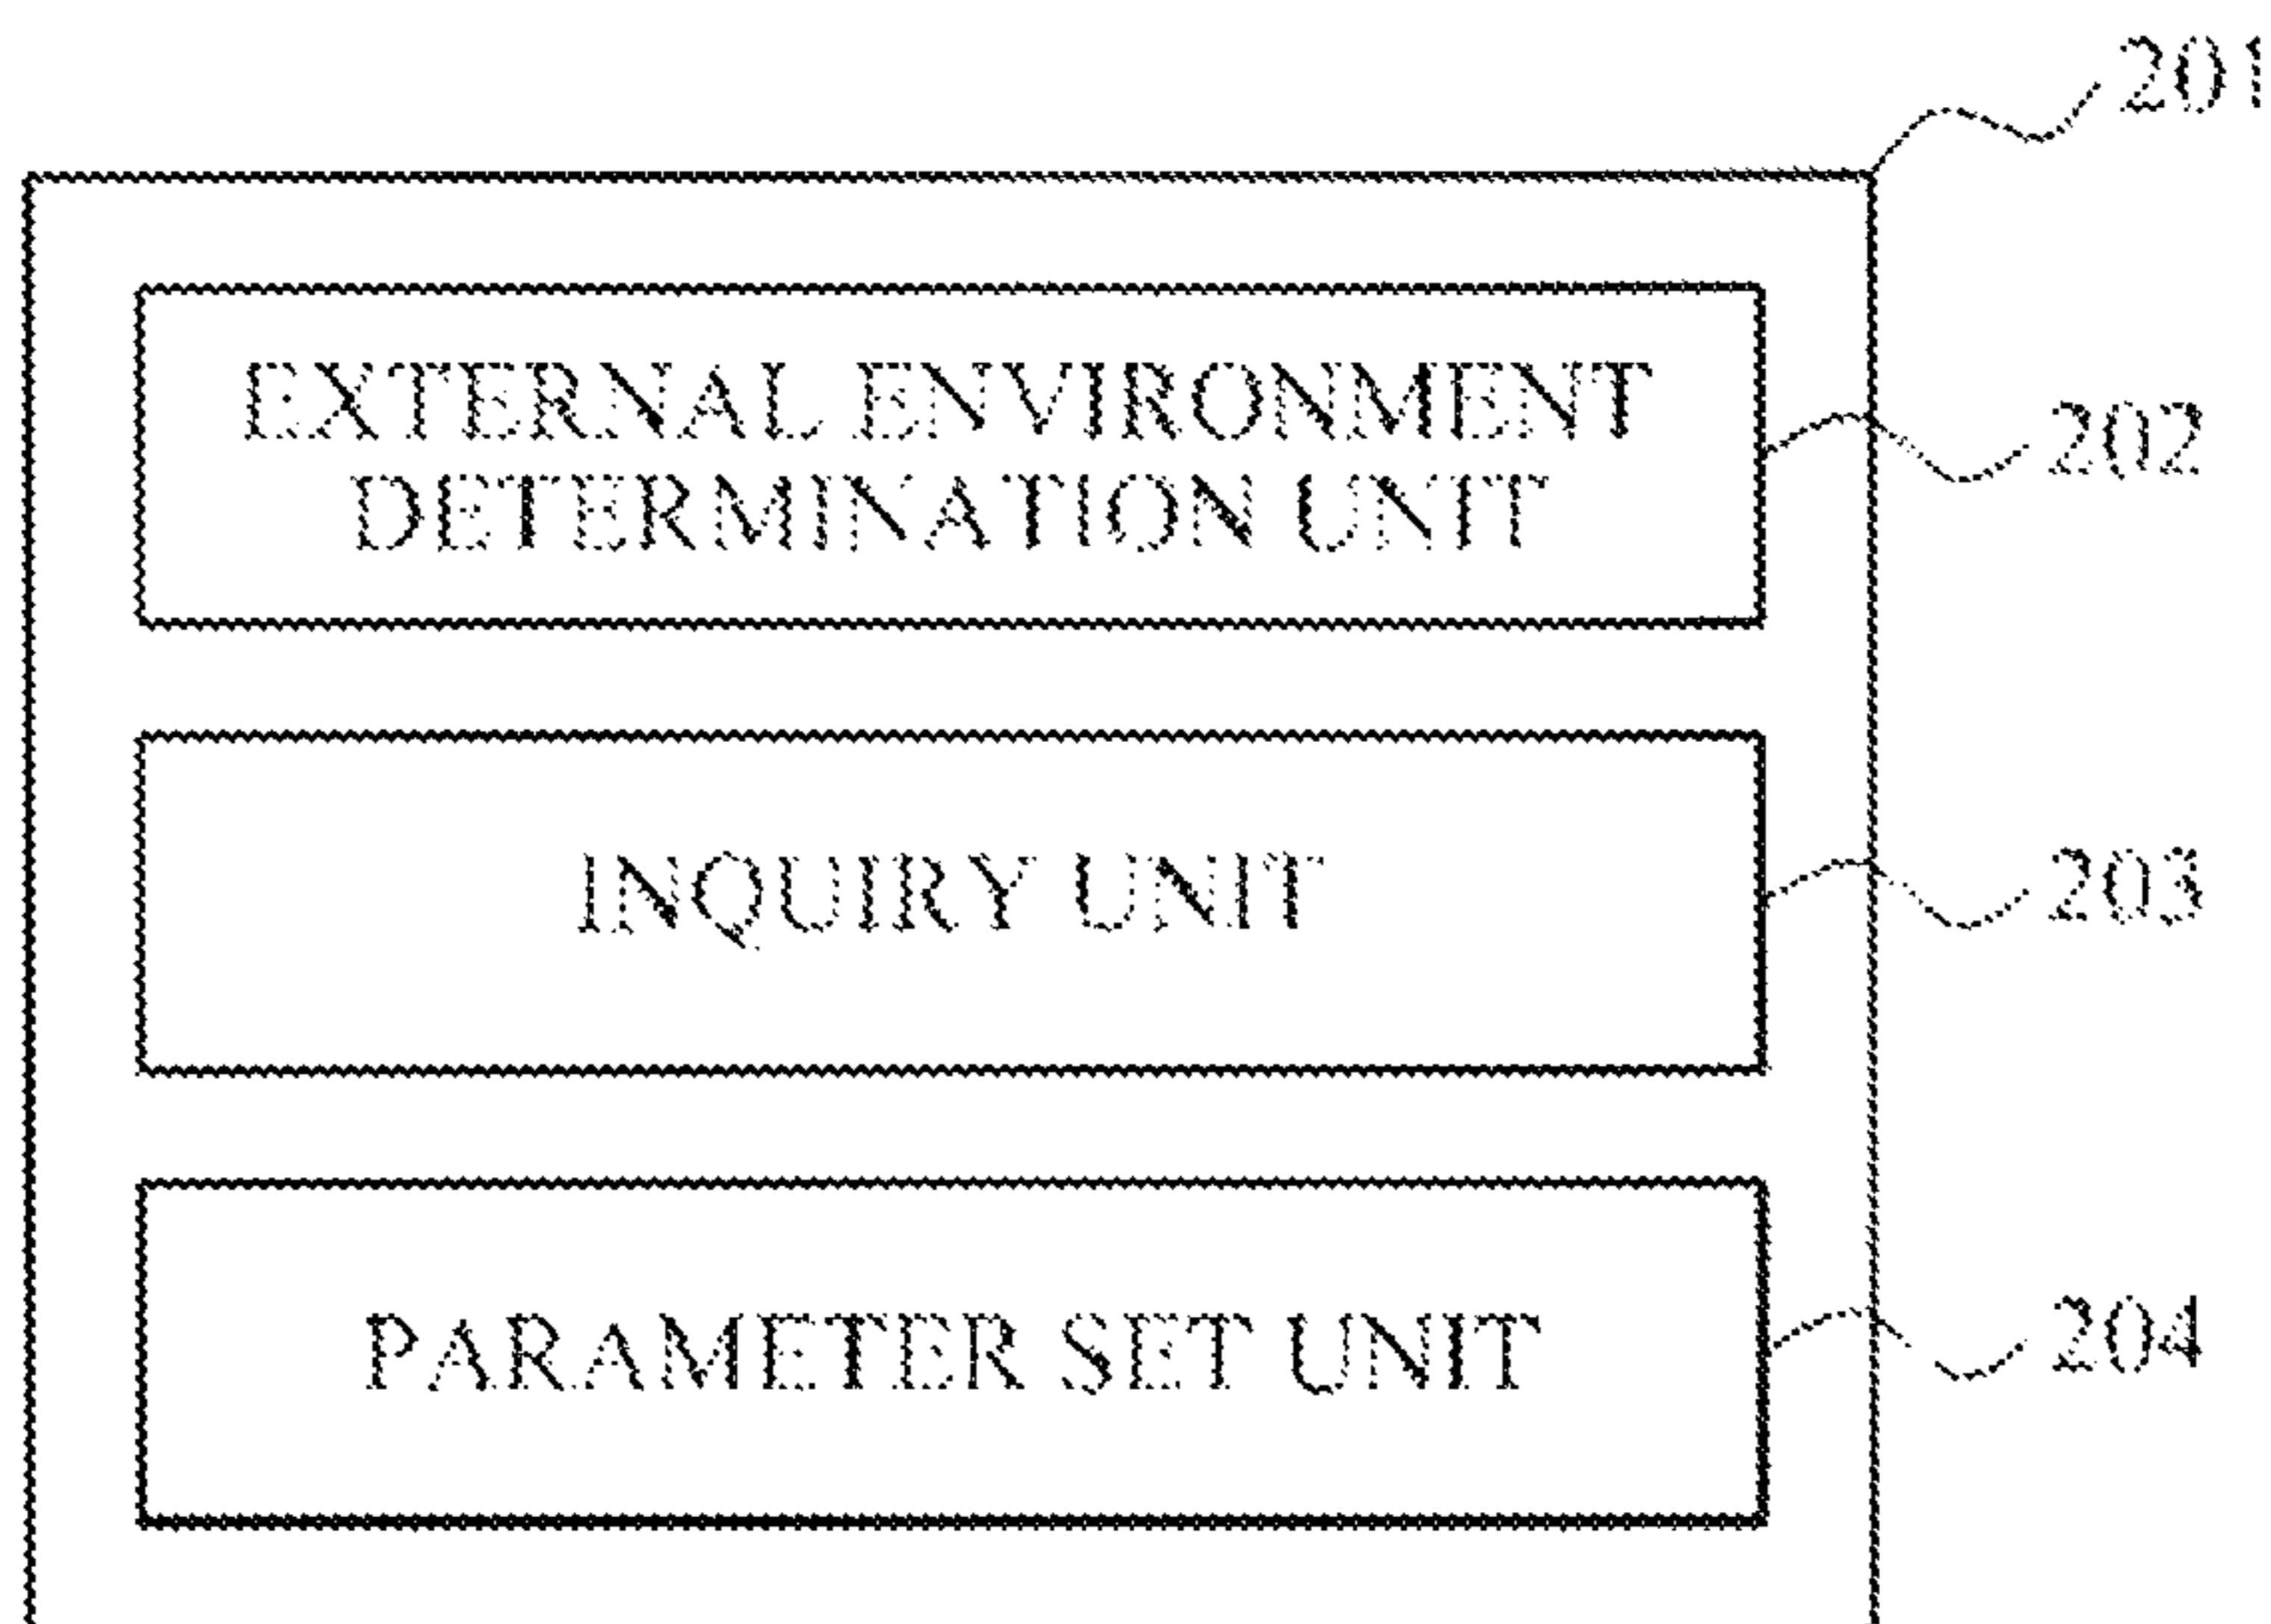 201
EXTERNAL ENVIRONMENT
DETERMINATION UNIT
202
INQUIRY UNIT
203
PARAMETER SET UNIT
204